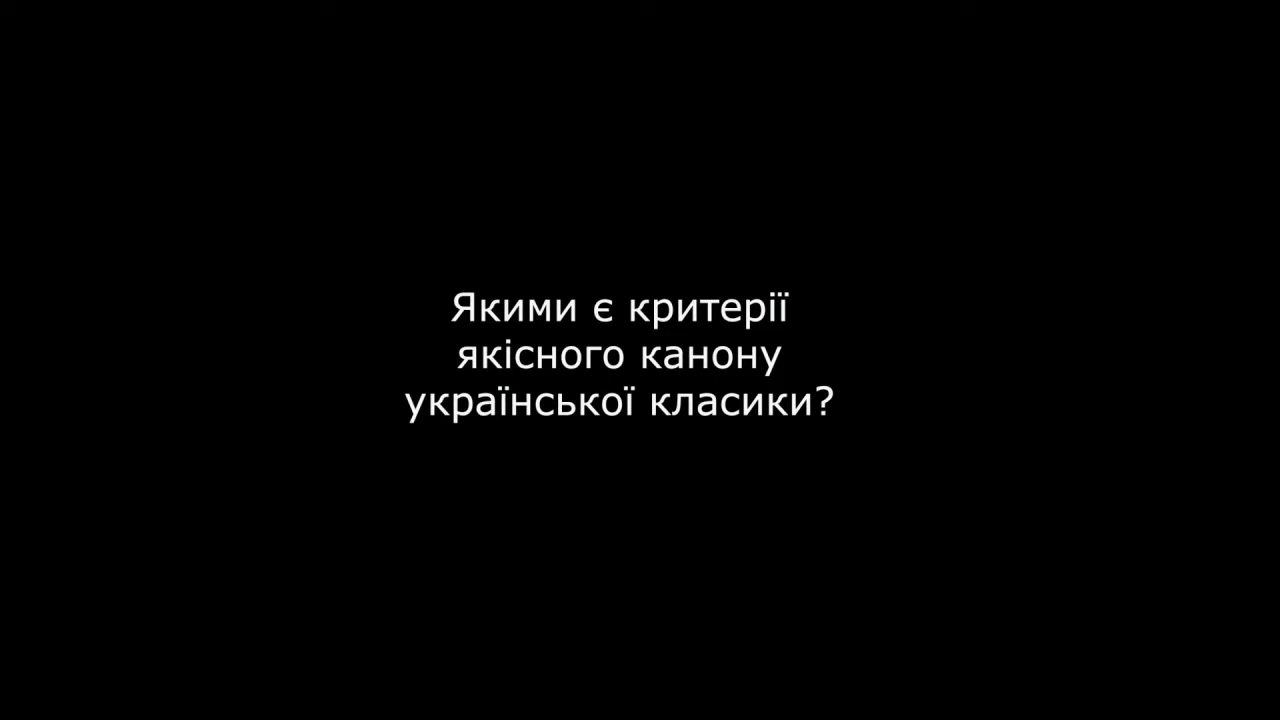 Якими є критерії
якісного канону
української класики?